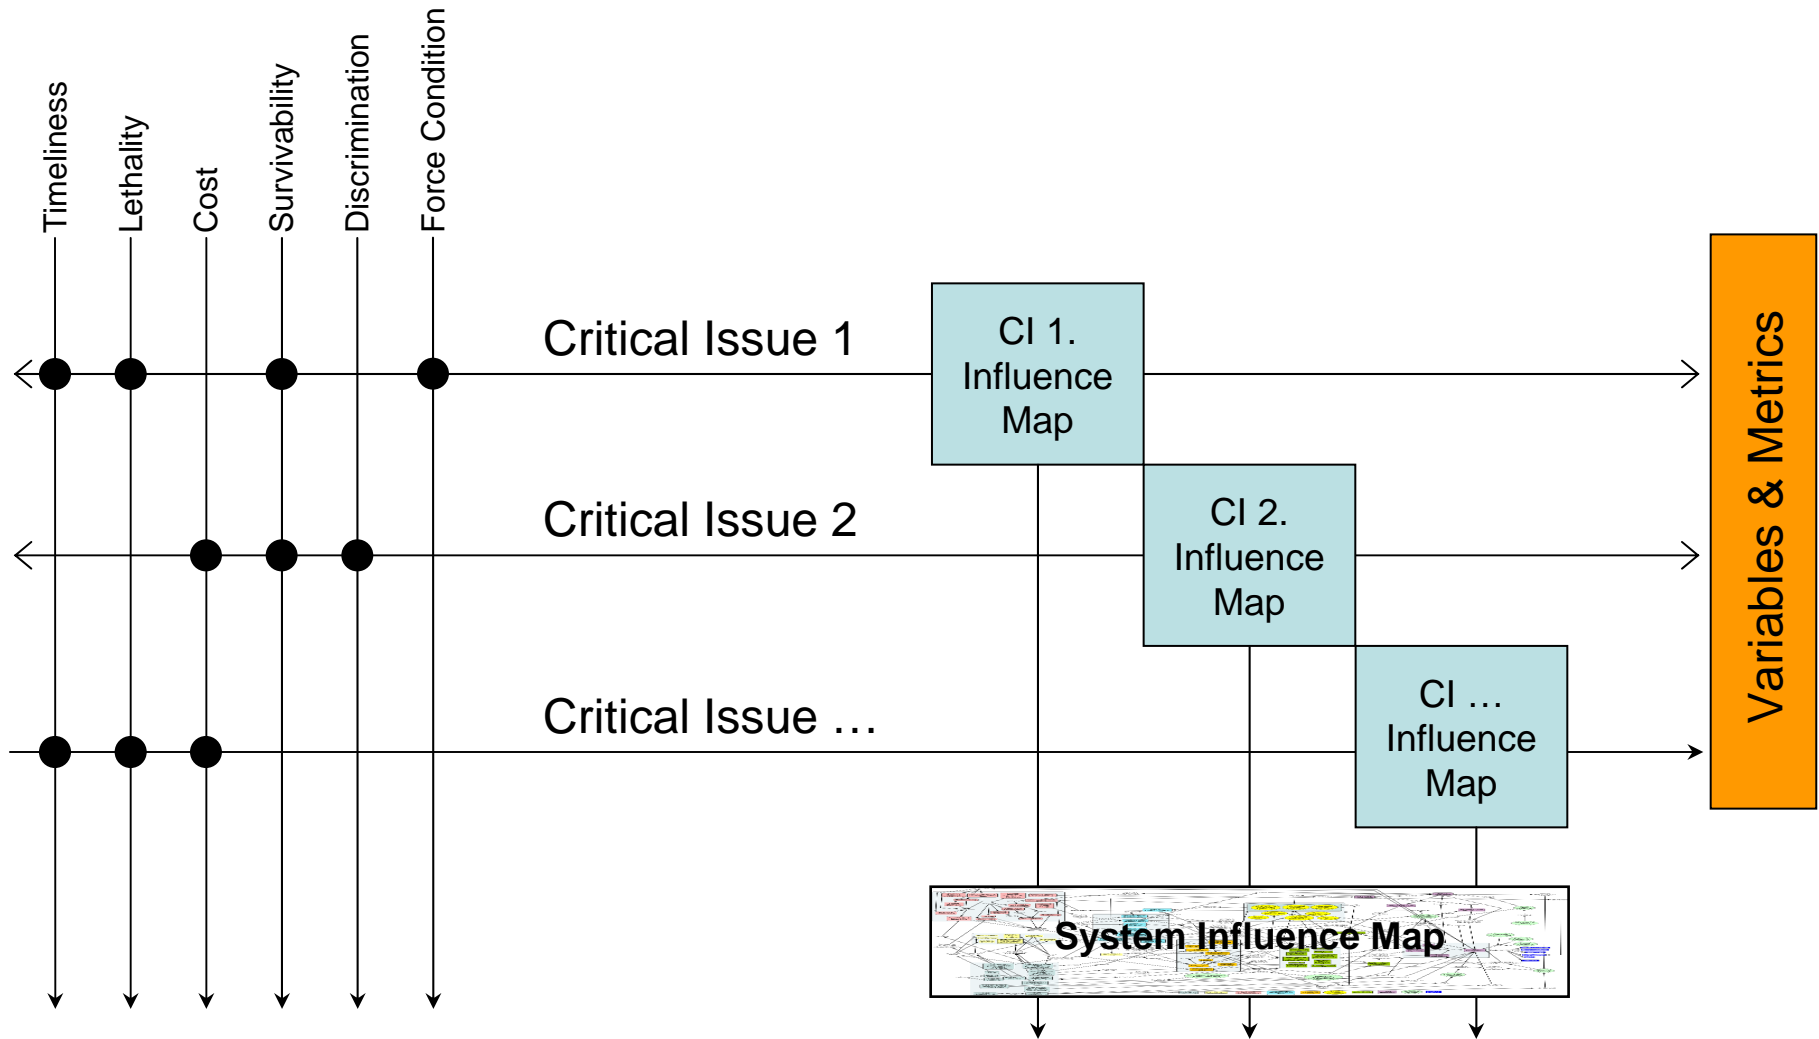 Timeliness
Lethality
Cost
Survivability
Discrimination
Force Condition
Critical Issue 1
CI 1.
Influence
Map
Critical Issue 2
CI 2.
Influence
Map
Critical Issue …
CI …
Influence
Map
Variables & Metrics
System Influence Map